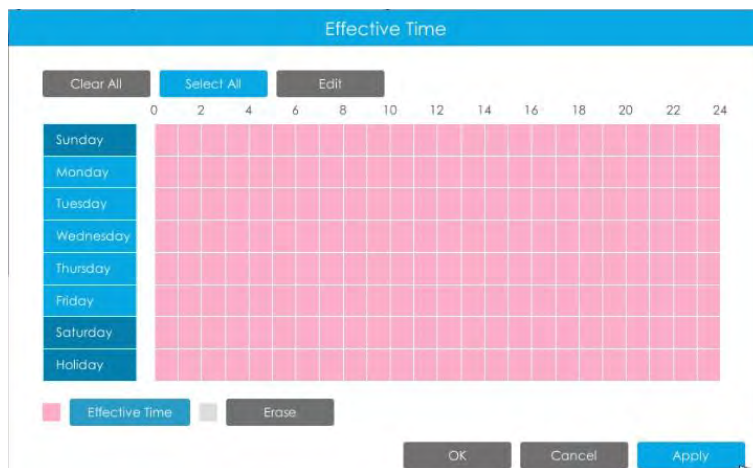 Effective Time
Clear All Select All Edit
0 2 4 6 8 10 12 14 16 18 20 22 24
Sunday
Monday
Tuesday
Wednesday
Thursday
Friday
Saturday
Holiday
Effective Time Erase
OK Cancel Apply